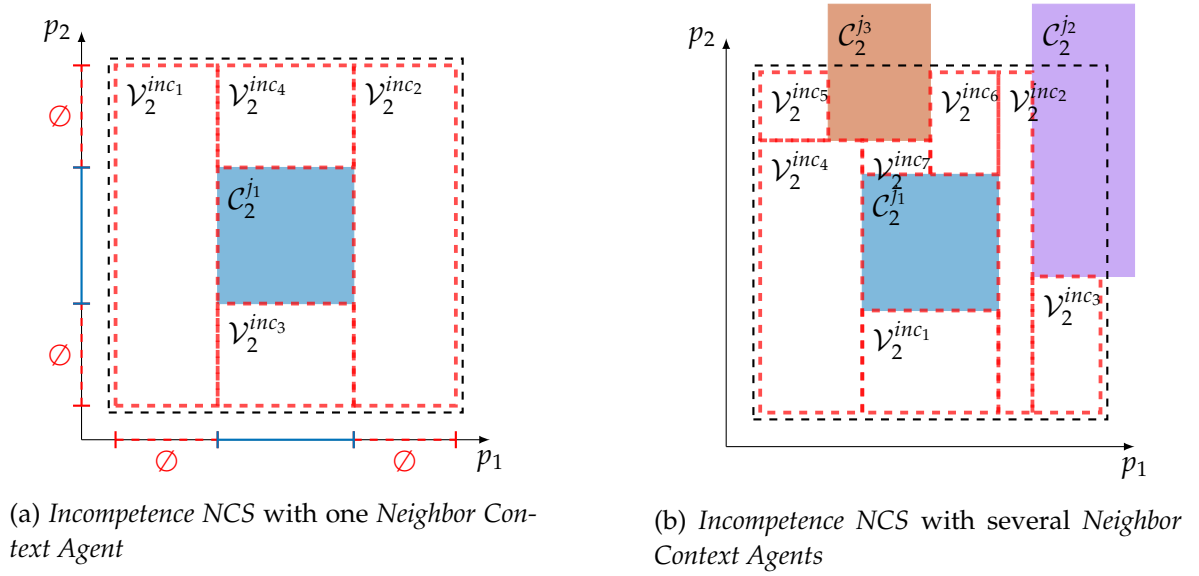 p₂
𝒱₂^{inc₁} 𝒱₂^{inc₄} 𝒱₂^{inc₂}
∅
𝒞₂^{j₁}
𝒱₂^{inc₃}
∅
∅ ∅
p₁
(a) Incompetence NCS with one Neighbor Con-
text Agent
p₂
𝒞₂^{j₃} 𝒞₂^{j₂}
𝒱₂^{inc₅} 𝒱₂^{inc₆} 𝒱₂^{inc₂}
𝒱₂^{inc₄} 𝒱₂^{inc₇}
𝒞₂^{j₁}
𝒱₂^{inc₃}
𝒱₂^{inc₁}
p₁
(b) Incompetence NCS with several Neighbor
Context Agents